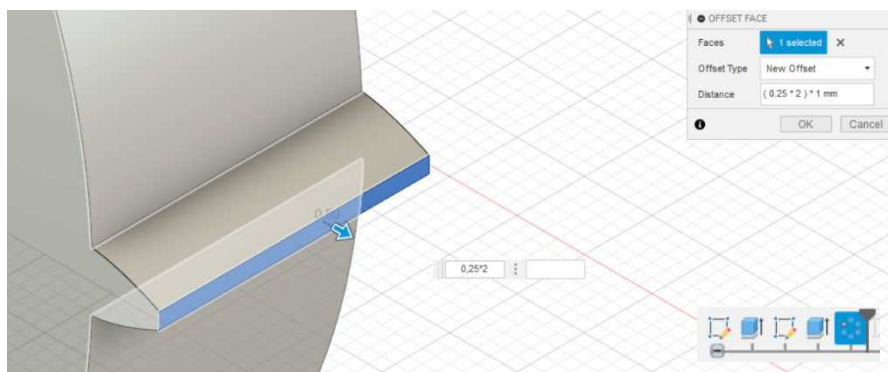 OFFSET FACE
Faces 1 selected
Offset Type New Offset
Distance ( 0.25 * 2 ) * 1 mm
OK Cancel
0,25*2